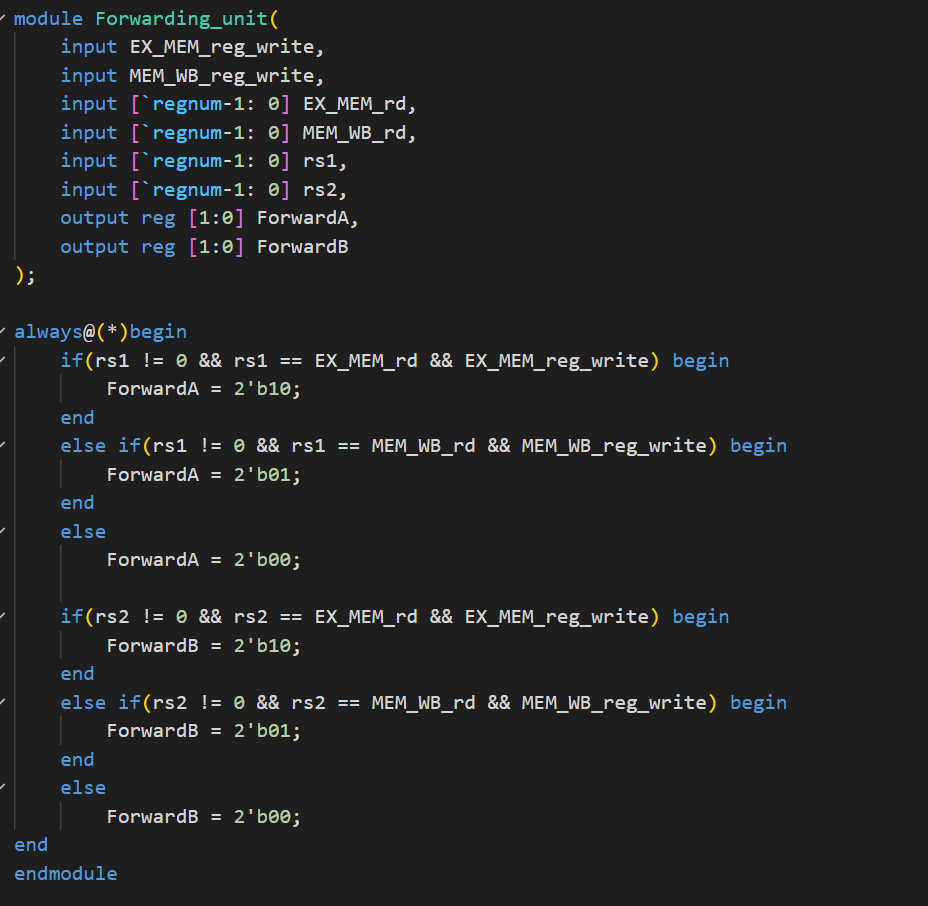 module Forwarding_unit(
    input EX_MEM_reg_write,
    input MEM_WB_reg_write,
    input [`regnum-1: 0] EX_MEM_rd,
    input [`regnum-1: 0] MEM_WB_rd,
    input [`regnum-1: 0] rs1,
    input [`regnum-1: 0] rs2,
    output reg [1:0] ForwardA,
    output reg [1:0] ForwardB
);
always@(*)begin
    if(rs1 != 0 && rs1 == EX_MEM_rd && EX_MEM_reg_write) begin
        ForwardA = 2'b10;
    end
    else if(rs1 != 0 && rs1 == MEM_WB_rd && MEM_WB_reg_write) begin
        ForwardA = 2'b01;
    end
    else
        ForwardA = 2'b00;
    if(rs2 != 0 && rs2 == EX_MEM_rd && EX_MEM_reg_write) begin
        ForwardB = 2'b10;
    end
    else if(rs2 != 0 && rs2 == MEM_WB_rd && MEM_WB_reg_write) begin
        ForwardB = 2'b01;
    end
    else
        ForwardB = 2'b00;
end
endmodule